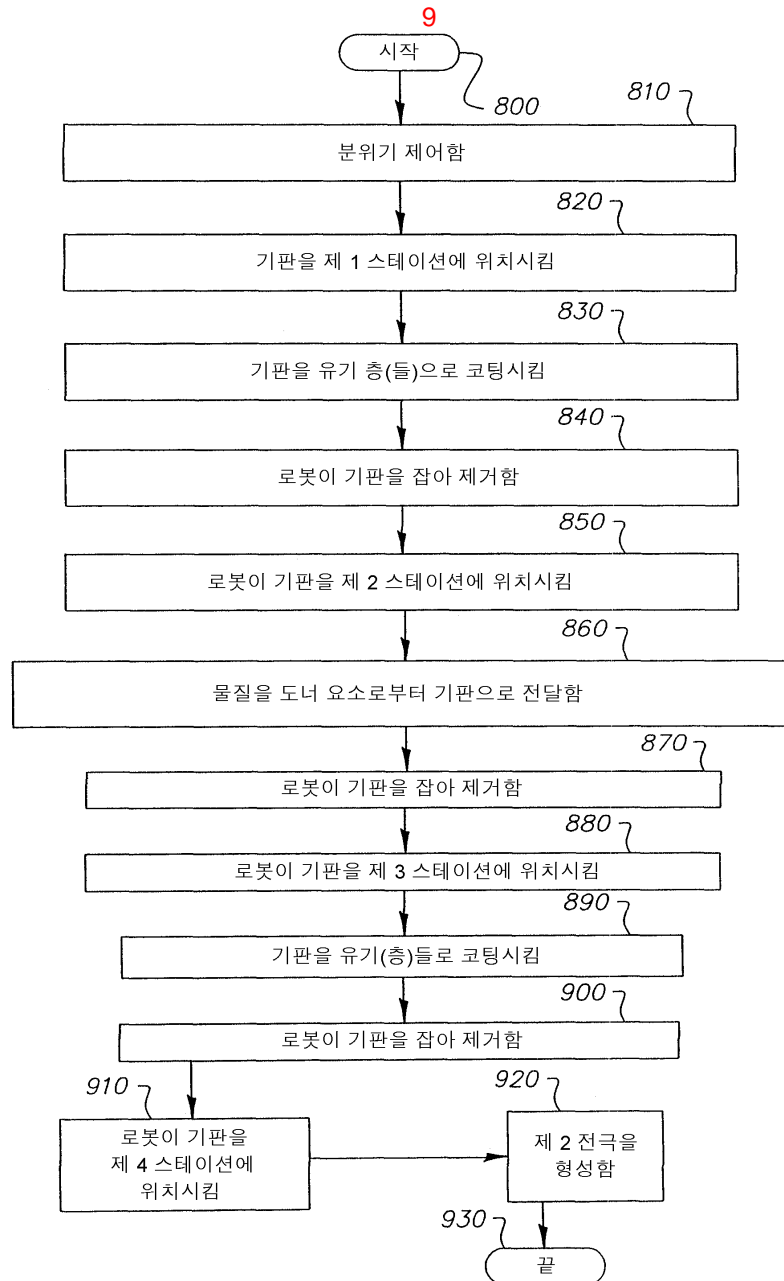 9
시작
800
810
분위기 제어함
820
기판을 제 1 스테이션에 위치시킴
830
기판을 유기 층(들)으로 코팅시킴
840
로봇이 기판을 잡아 제거함
850
로봇이 기판을 제 2 스테이션에 위치시킴
860
물질을 도너 요소로부터 기판으로 전달함
870
로봇이 기판을 잡아 제거함
880
로봇이 기판을 제 3 스테이션에 위치시킴
890
기판을 유기(층)들로 코팅시킴
900
로봇이 기판을 잡아 제거함
910
로봇이 기판을
제 4 스테이션에
위치시킴
920
제 2 전극을
형성함
930
끝